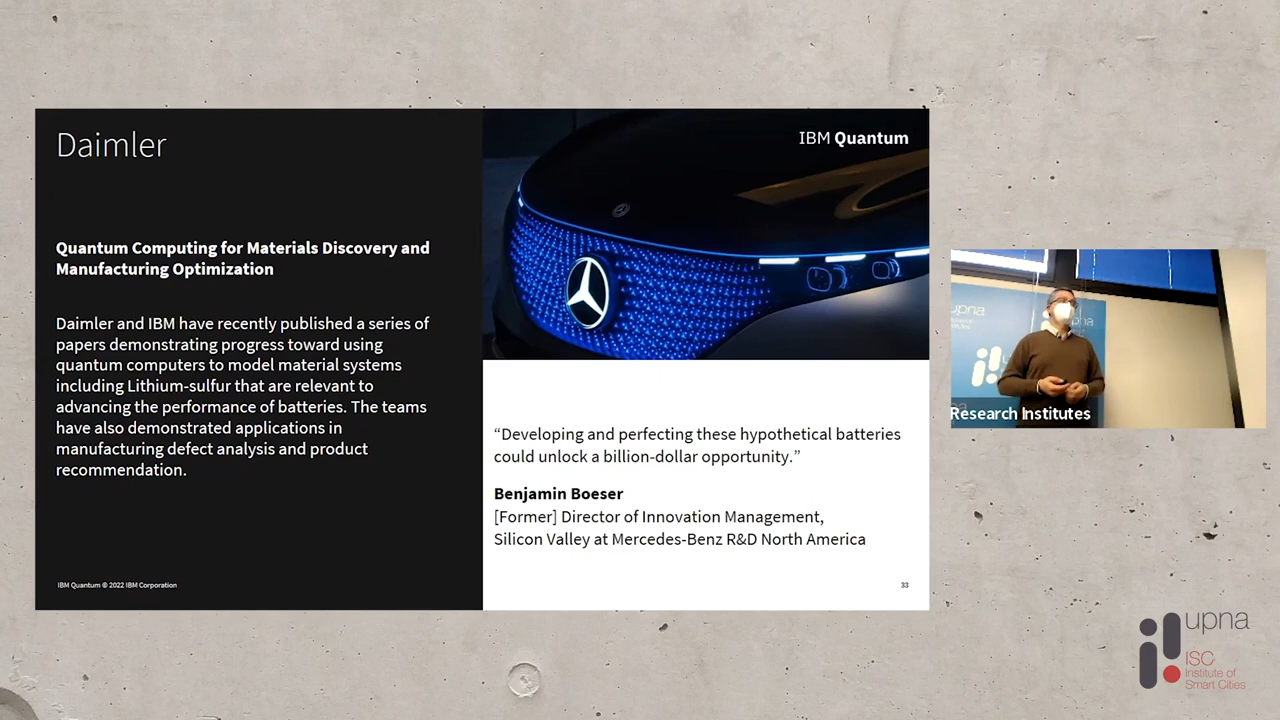 Daimler
IBM Quantum
Quantum Computing for Materials Discovery and
Manufacturing Optimization
Daimler and IBM have recently published a series of
papers demonstrating progress toward using
quantum computers to model material systems
including Lithium-sulfur that are relevant to
advancing the performance of batteries. The teams
have also demonstrated applications in
manufacturing defect analysis and product
recommendation.
“Developing and perfecting these hypothetical batteries
could unlock a billion-dollar opportunity.”
Benjamin Boeser
[Former] Director of Innovation Management,
Silicon Valley at Mercedes-Benz R&D North America
IBM Quantum © 2022 IBM Corporation
33
upna
upna
Research Institutes
upna
ISC
Institute of
Smart Cities